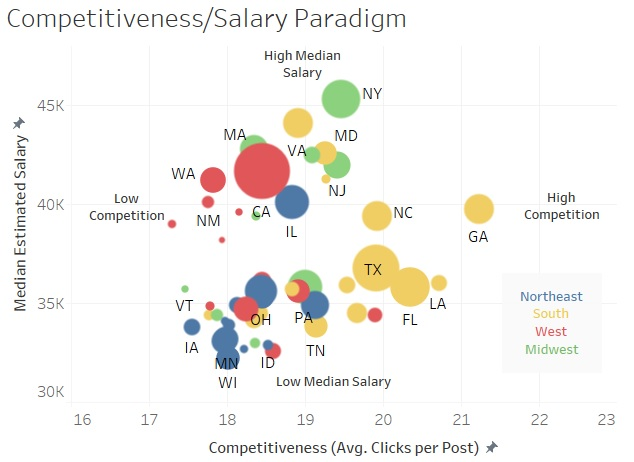 Competitiveness/Salary Paradigm
High Median
Salary
NY
45K
MA
VA
MD
WA
NJ
Low
Competition
High
Competition
40K
NM
CA
IL
NC
GA
TX
Median Estimated Salary
35K
VT
OH
PA
FL
LA
Northeast
South
West
Midwest
IA
MN
ID
TN
WI
Low Median Salary
30K
16 17 18 19 20 21 22 23
Competitiveness (Avg. Clicks per Post)